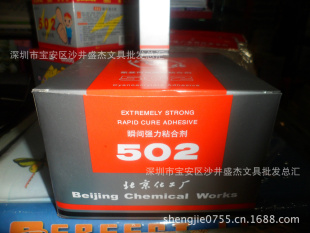 502
深圳市宝安区沙井盛杰文具批发总汇
EXTREMELY STRONG
RAPID CURE ADHESIVE
瞬间强力粘合剂
502
深圳市宝安区沙井盛杰文具批发总汇
北京化工厂
Beijing Chemical Works
shengjie0755.cn.1688.com